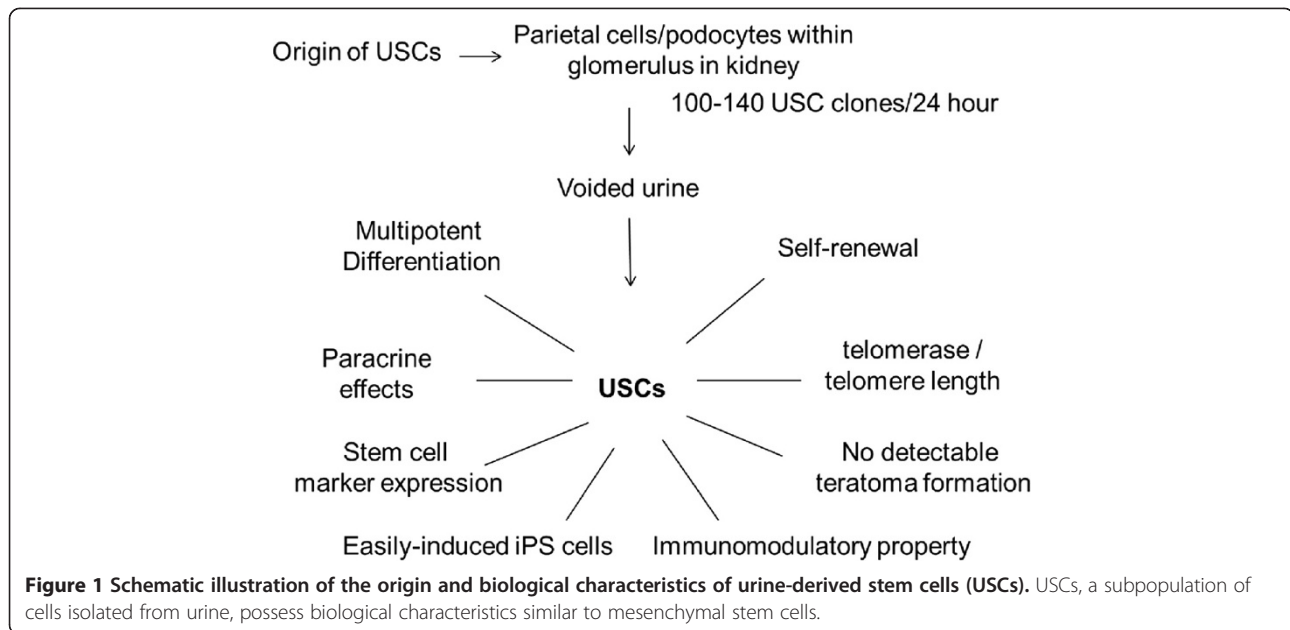 Origin of USCs
Parietal cells/podocytes within
glomerulus in kidney
100-140 USC clones/24 hour
Voided urine
Multipotent
Differentiation
Self-renewal
Paracrine
effects
USCs
telomerase /
telomere length
Stem cell
marker expression
No detectable
teratoma formation
Easily-induced iPS cells
Immunomodulatory property
Figure 1 Schematic illustration of the origin and biological characteristics of urine-derived stem cells (USCs). USCs, a subpopulation of
cells isolated from urine, possess biological characteristics similar to mesenchymal stem cells.